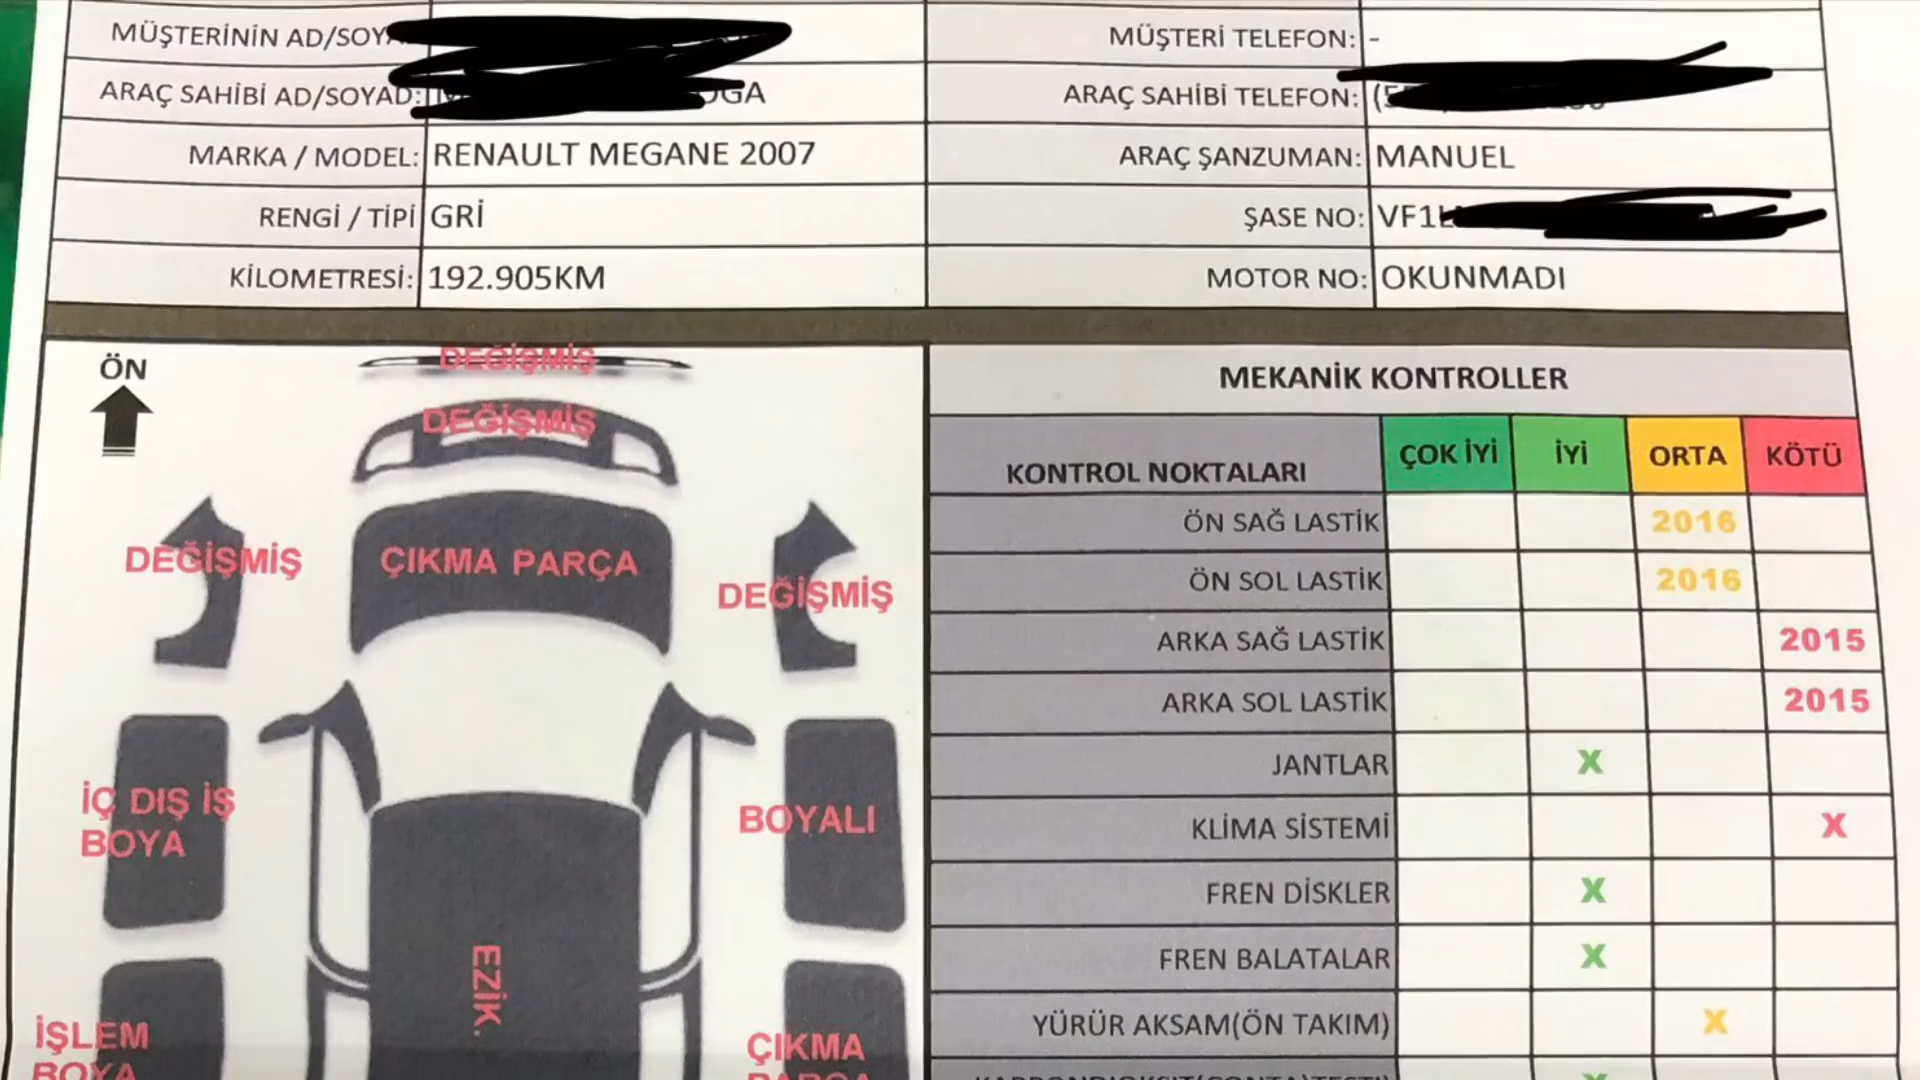 MÜŞTERİNİN AD/SOY
MÜŞTERİ TELEFON: -
ARAÇ SAHİBİ AD/SOYAD:
ARAÇ SAHİBİ TELEFON:
MARKA / MODEL: RENAULT MEGANE 2007
ARAÇ ŞANZUMAN: MANUEL
RENGİ / TİPİ GRİ
ŞASE NO: VF1
KİLOMETRESİ: 192.905KM
MOTOR NO: OKUNMADI
ÖN
DEĞİŞMİŞ
DEĞİŞMİŞ
DEĞİŞMİŞ
ÇIKMA PARÇA
DEĞİŞMİŞ
İÇ DIŞ İŞ
BOYA
BOYALI
EZİK.
İŞLEM
BOYA
ÇIKMA
PARÇA
MEKANİK KONTROLLER
KONTROL NOKTALARI ÇOK İYİ İYİ ORTA KÖTÜ
ÖN SAĞ LASTİK 2016
ÖN SOL LASTİK 2016
ARKA SAĞ LASTİK 2015
ARKA SOL LASTİK 2015
JANTLAR X
KLİMA SİSTEMİ X
FREN DİSKLER X
FREN BALATALAR X
YÜRÜR AKSAM(ÖN TAKIM) X